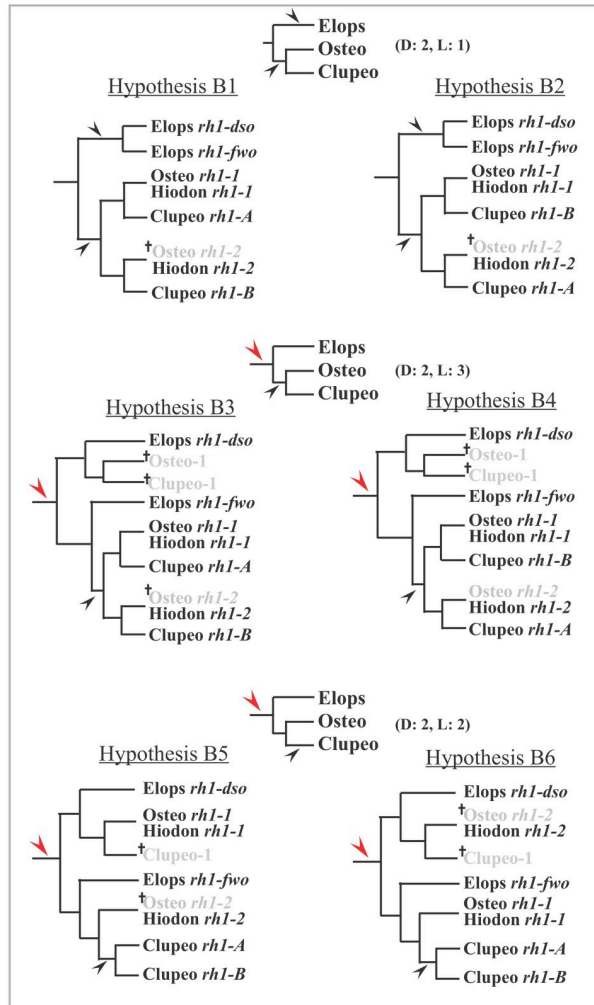 Elops
Osteo
Clupeo
(D: 2, L: 1)
Hypothesis B1
Elops rh1-dso
Elops rh1-fwo
Osteo rh1-1
Hiodon rh1-1
Clupeo rh1-A
†Osteo rh1-2
Hiodon rh1-2
Clupeo rh1-B
Hypothesis B2
Elops rh1-dso
Elops rh1-fwo
Osteo rh1-1
Hiodon rh1-1
Clupeo rh1-B
†Osteo rh1-2
Hiodon rh1-2
Clupeo rh1-A
Elops
Osteo
Clupeo
(D: 2, L: 3)
Hypothesis B3
Elops rh1-dso
†Osteo-1
†Clupeo-1
Elops rh1-fwo
Osteo rh1-1
Hiodon rh1-1
Clupeo rh1-A
†Osteo rh1-2
Hiodon rh1-2
Clupeo rh1-B
Hypothesis B4
Elops rh1-dso
†Osteo-1
†Clupeo-1
Elops rh1-fwo
Osteo rh1-1
Hiodon rh1-1
Clupeo rh1-B
Osteo rh1-2
Hiodon rh1-2
Clupeo rh1-A
Elops
Osteo
Clupeo
(D: 2, L: 2)
Hypothesis B5
Elops rh1-dso
Osteo rh1-1
Hiodon rh1-1
†Clupeo-1
Elops rh1-fwo
†Osteo rh1-2
Hiodon rh1-2
Clupeo rh1-A
Clupeo rh1-B
Hypothesis B6
Elops rh1-dso
†Osteo rh1-2
Hiodon rh1-2
†Clupeo-1
Elops rh1-fwo
Osteo rh1-1
Hiodon rh1-1
Clupeo rh1-A
Clupeo rh1-B